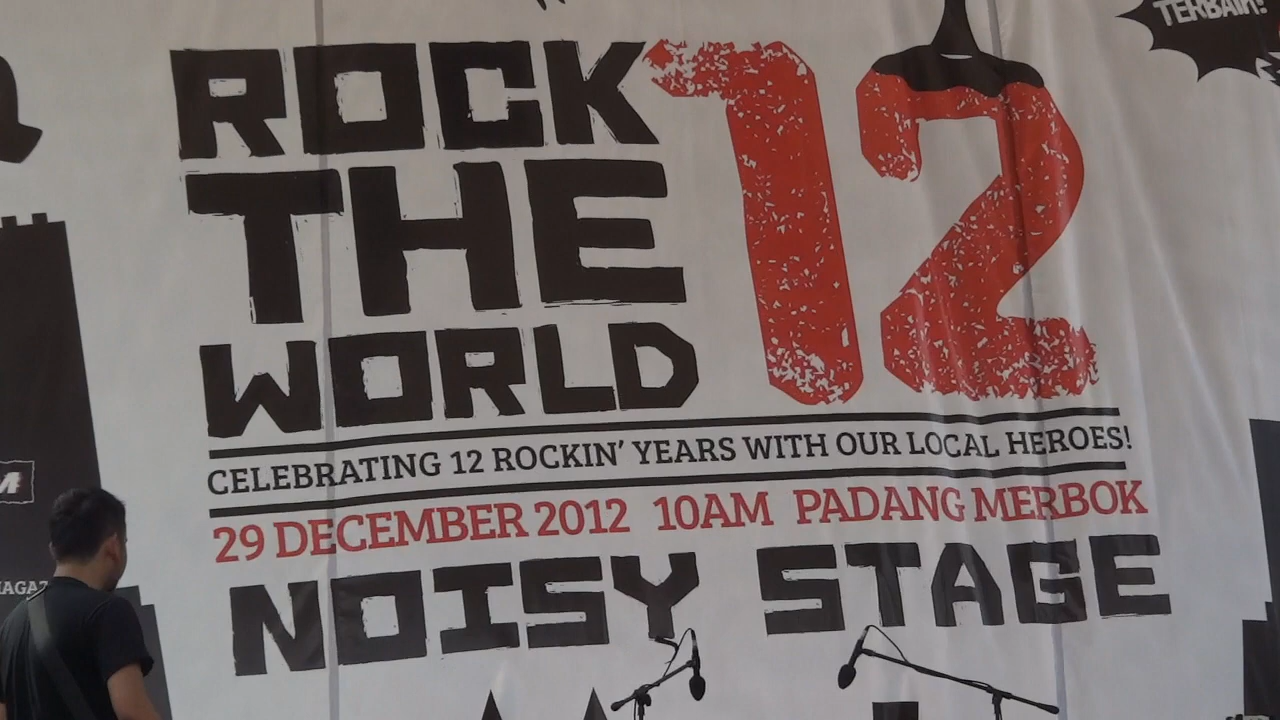 TERBAIK!
ROCK
THE
WORLD
12
CELEBRATING 12 ROCKIN' YEARS WITH OUR LOCAL HEROES!
29 DECEMBER 2012 10AM PADANG MERBOK
NOISY STAGE